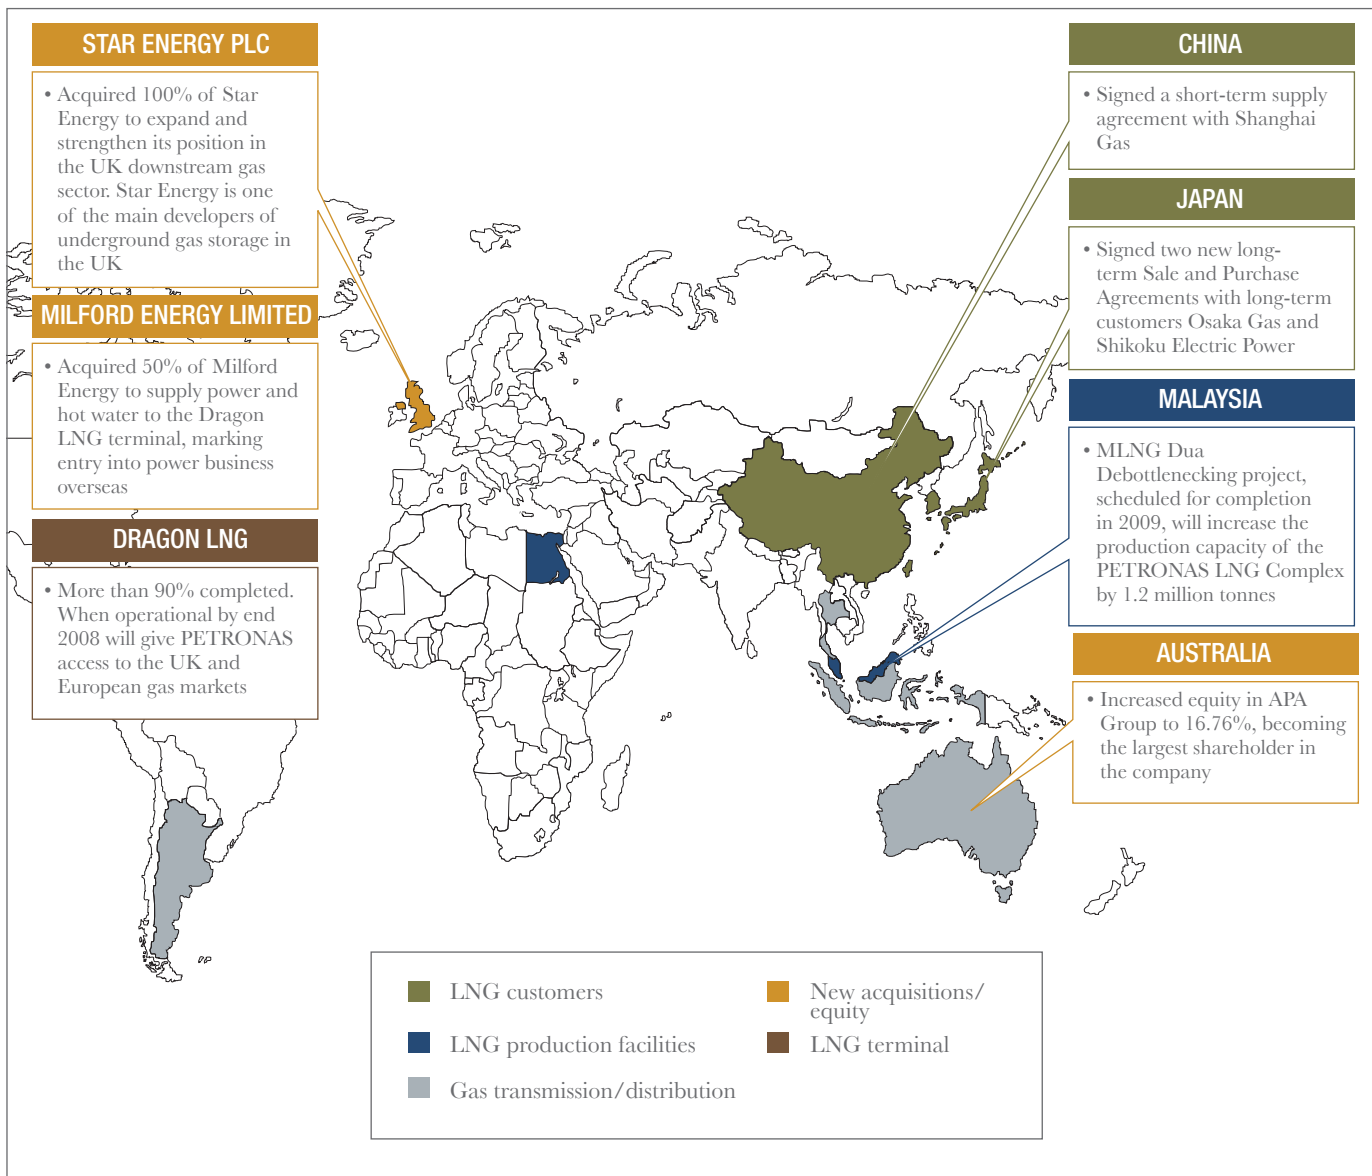 STAR ENERGY PLC
• Acquired 100% of Star
Energy to expand and
strengthen its position in
the UK downstream gas
sector. Star Energy is one
of the main developers of
underground gas storage in
the UK
MILFORD ENERGY LIMITED
• Acquired 50% of Milford
Energy to supply power and
hot water to the Dragon
LNG terminal, marking
entry into power business
overseas
DRAGON LNG
• More than 90% completed.
When operational by end
2008 will give PETRONAS
access to the UK and
European gas markets
CHINA
• Signed a short-term supply
agreement with Shanghai
Gas
JAPAN
• Signed two new long-
term Sale and Purchase
Agreements with long-term
customers Osaka Gas and
Shikoku Electric Power
MALAYSIA
• MLNG Dua
Debottlenecking project,
scheduled for completion
in 2009, will increase the
production capacity of the
PETRONAS LNG Complex
by 1.2 million tonnes
AUSTRALIA
• Increased equity in APA
Group to 16.76%, becoming
the largest shareholder in
the company
LNG customers
LNG production facilities
Gas transmission/distribution
New acquisitions/
equity
LNG terminal